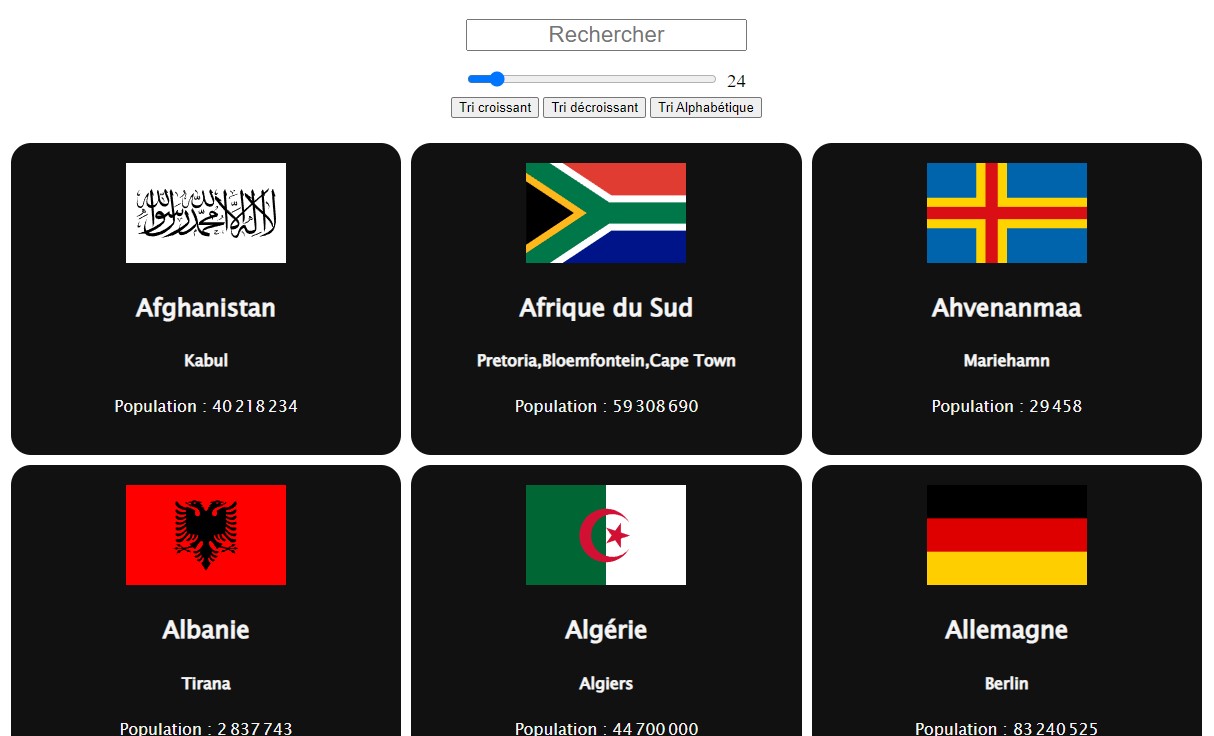 Rechercher
24
Tri croissant Tri décroissant Tri Alphabétique
لا إله إلا الله محمد رسول الله
Afghanistan
Kabul
Population : 40 218 234
Afrique du Sud
Pretoria,Bloemfontein,Cape Town
Population : 59 308 690
Ahvenanmaa
Mariehamn
Population : 29 458
Albanie
Tirana
Population : 2 837 743
Algérie
Algiers
Population : 44 700 000
Allemagne
Berlin
Population : 83 240 525